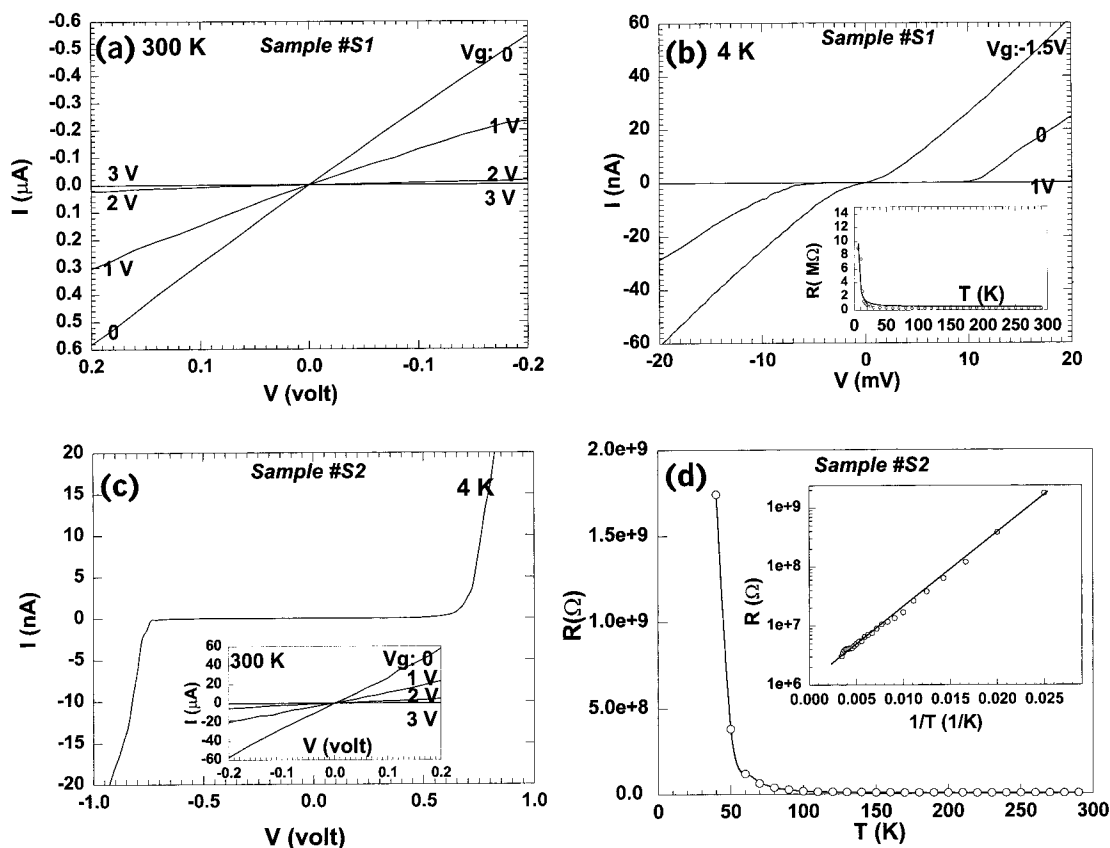 (a) 300 K Sample #S1
Vg: 0
-0.6
-0.5
-0.4
-0.3
-0.2
-0.1
0.0
0.1
0.2
0.3
0.4
0.5
0.6
I (μA)
1 V
3 V 2 V
2 V 3 V
1 V
0
0.2 0.1 0.0 -0.1 -0.2
V (volt)
(b) 4 K Sample #S1
Vg:-1.5V
60
40
20
0
-20
-40
-60
I (nA)
0
1V
14
12
10
8
6
4
2
0
R( MΩ)
T (K)
0 50 100 150 200 250 300
-20 -10 0 10 20
V (mV)
(c) Sample #S2
4 K
20
15
10
5
0
-5
-10
-15
-20
I (nA)
60
40
20
0
-20
-40
-60
I (μA)
300 K Vg: 0
1 V
2 V
3 V
V (volt)
-0.2 -0.1 0.0 0.1 0.2
-1.0 -0.5 0.0 0.5 1.0
V (volt)
(d) Sample #S2
2.0e+9
1.5e+9
1.0e+9
5.0e+8
0.0
R(Ω)
1e+9
1e+8
1e+7
1e+6
R (Ω)
0.000 0.005 0.010 0.015 0.020 0.025
1/T (1/K)
0 50 100 150 200 250 300
T (K)